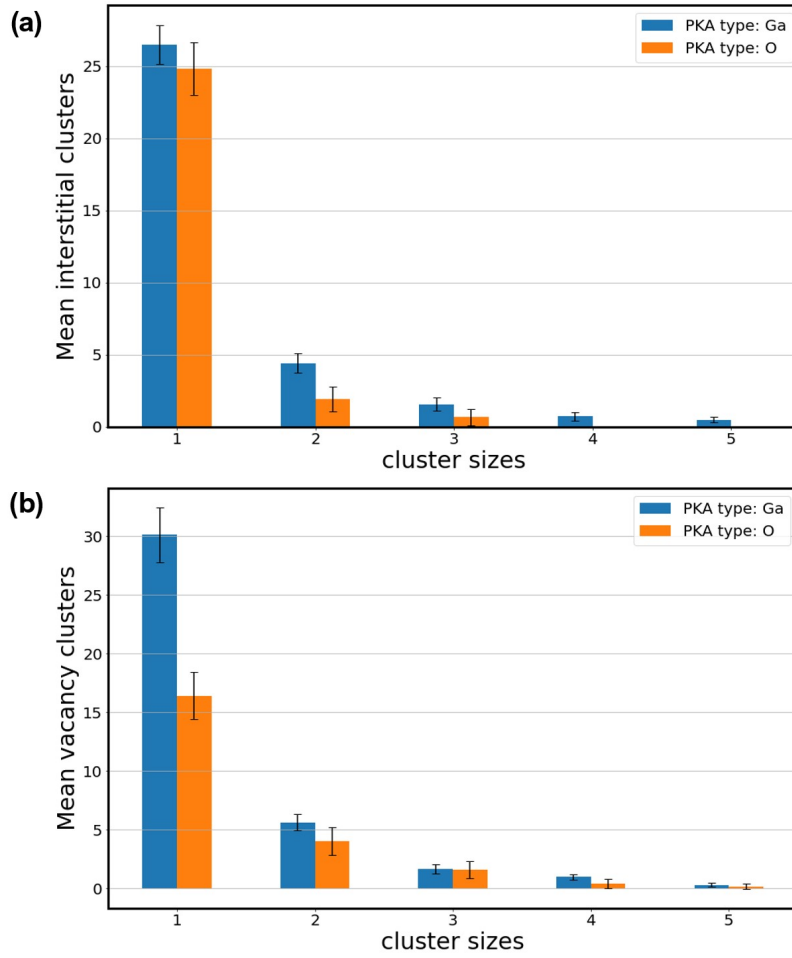 (a)
PKA type: Ga
PKA type: O
Mean interstitial clusters
25
20
15
10
5
0
1 2 3 4 5
cluster sizes
(b)
PKA type: Ga
PKA type: O
Mean vacancy clusters
30
25
20
15
10
5
0
1 2 3 4 5
cluster sizes